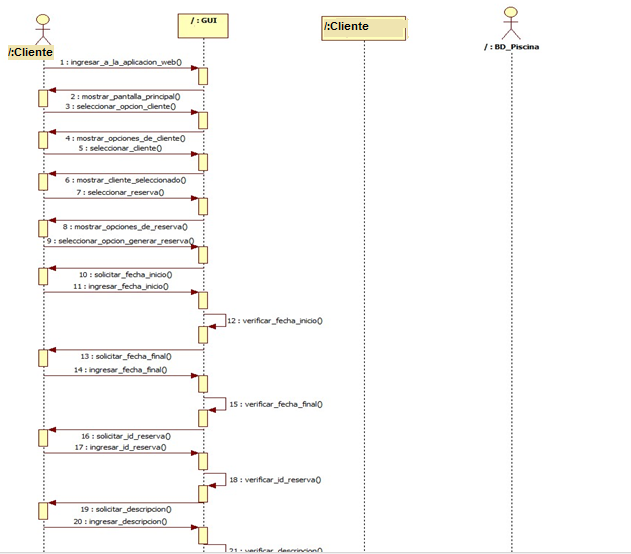 / : GUI
/:Cliente
/:Cliente
/ : BD_Piscina
1 : ingresar_a_la_aplicacion_web()
2 : mostrar_pantalla_principal()
3 : seleccionar_opcion_cliente()
4 : mostrar_opciones_de_cliente()
5 : seleccionar_cliente()
6 : mostrar_cliente_seleccionado()
7 : seleccionar_reserva()
8 : mostrar_opciones_de_reserva()
9 : seleccionar_opcion_generar_reserva()
10 : solicitar_fecha_inicio()
11 : ingresar_fecha_inicio()
12 : verificar_fecha_inicio()
13 : solicitar_fecha_final()
14 : ingresar_fecha_final()
15 : verificar_fecha_final()
16 : solicitar_id_reserva()
17 : ingresar_id_reserva()
18 : verificar_id_reserva()
19 : solicitar_descripcion()
20 : ingresar_descripcion()
21 : verificar_descripcion()